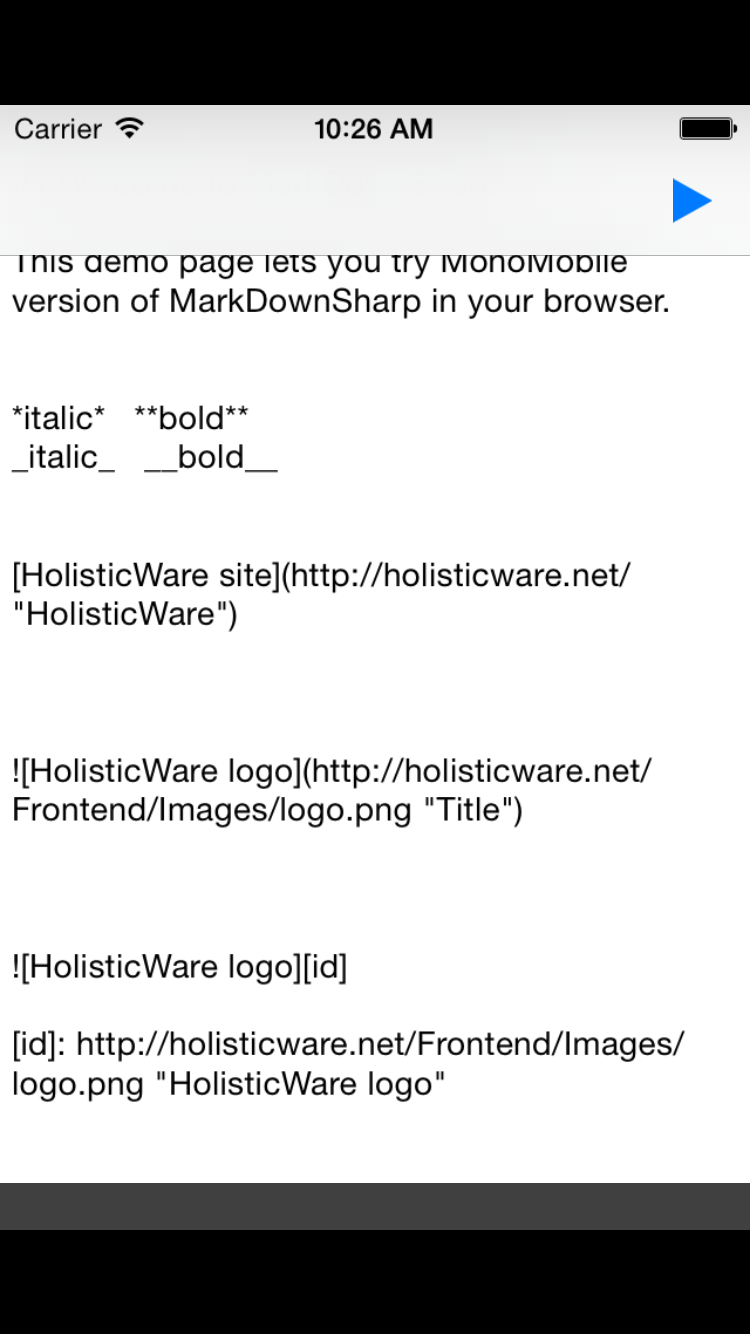 Carrier
10:26 AM
This demo page lets you try MonoMobile
version of MarkDownSharp in your browser.
*italic*   **bold**
_italic_   __bold__
[HolisticWare site](http://holisticware.net/
"HolisticWare")
![HolisticWare logo](http://holisticware.net/
Frontend/Images/logo.png "Title")
![HolisticWare logo][id]
[id]: http://holisticware.net/Frontend/Images/
logo.png "HolisticWare logo"